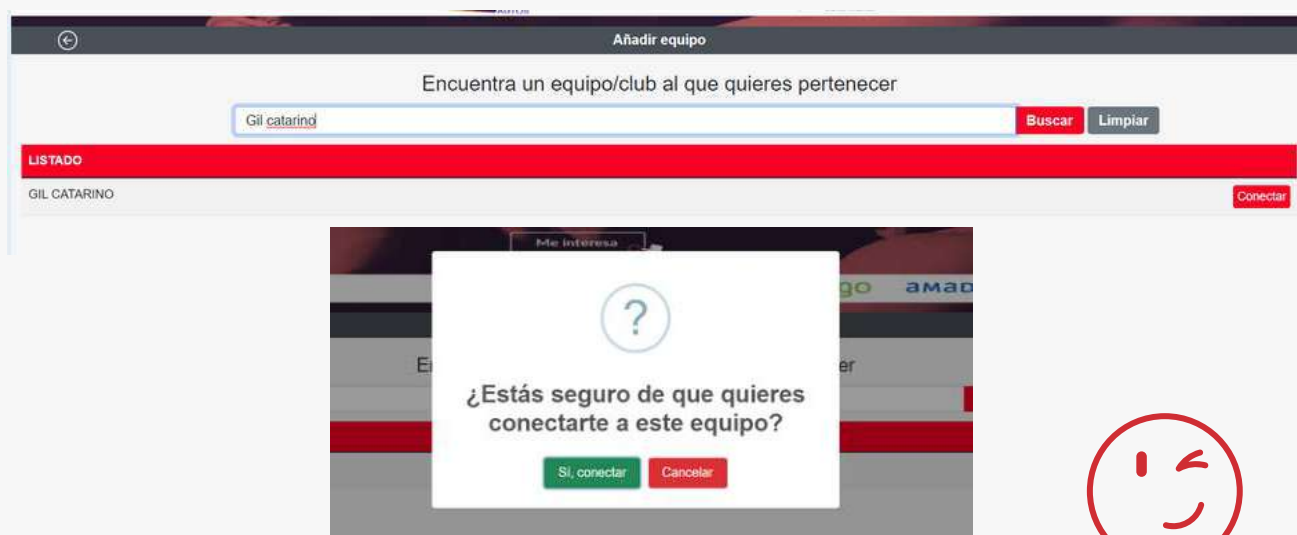 Añadir equipo
Encuentra un equipo/club al que quieres pertenecer
Gil catarino Buscar Limpiar
LISTADO
GIL CATARINO Conectar
Me interesa
go amad
¿Estás seguro de que quieres
conectarte a este equipo?
Sí, conectar Cancelar